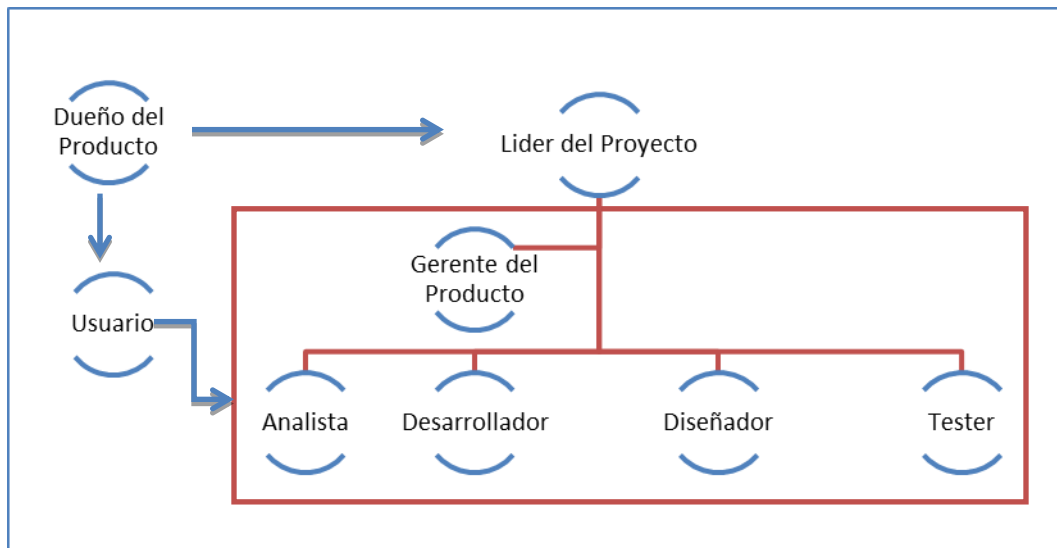 Dueño del
Producto
Lider del Proyecto
Gerente del
Producto
Usuario
Analista
Desarrollador
Diseñador
Tester